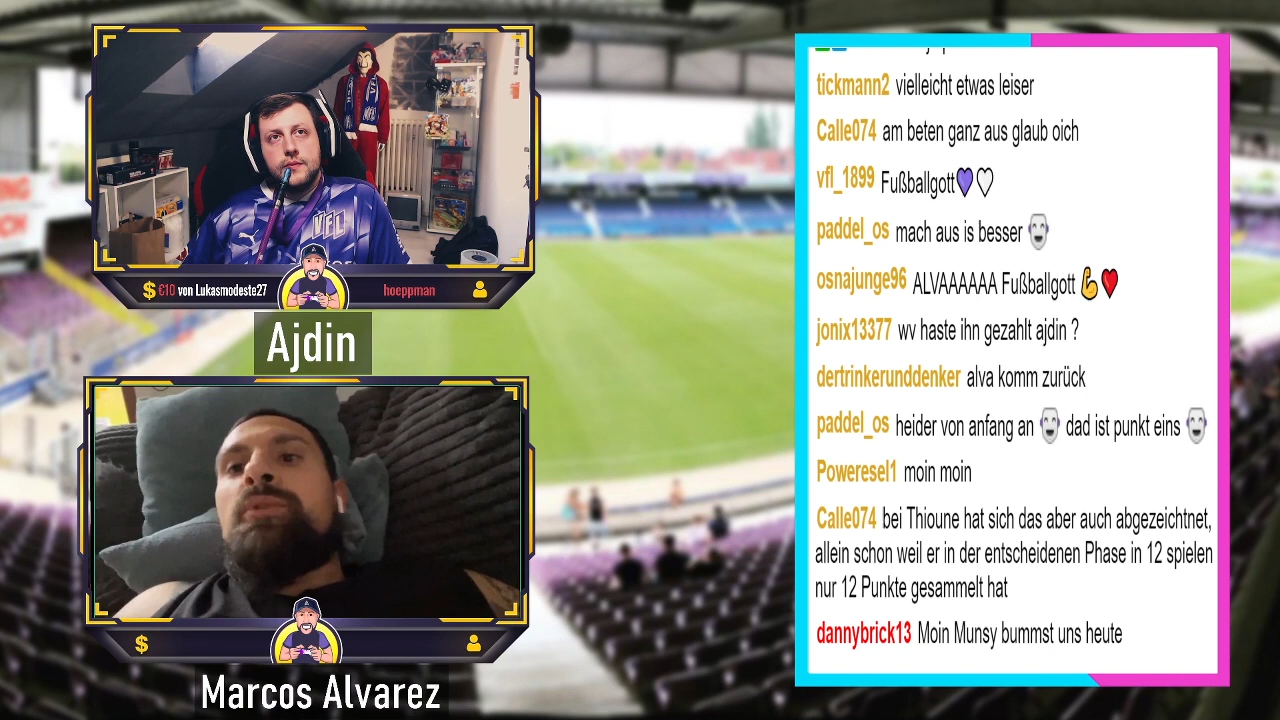 VFL
$ €10 von Lukasmodeste27
hoeppman
Ajdin
$
Marcos Alvarez
tickmann2 vielleicht etwas leiser
Calle074 am beten ganz aus glaub oich
vfl_1899 Fußballgott💜🤍
paddel_os mach aus is besser
osnajunge96 ALVAAAAAA Fußballgott 💪❤️
jonix13377 wv haste ihn gezahlt ajdin ?
dertrinkerunddenker alva komm zurück
paddel_os heider von anfang an dad ist punkt eins
Poweresel1 moin moin
Calle074 bei Thioune hat sich das aber auch abgezeichnet,
allein schon weil er in der entscheidenen Phase in 12 spielen
nur 12 Punkte gesammelt hat
dannybrick13 Moin Munsy bummst uns heute